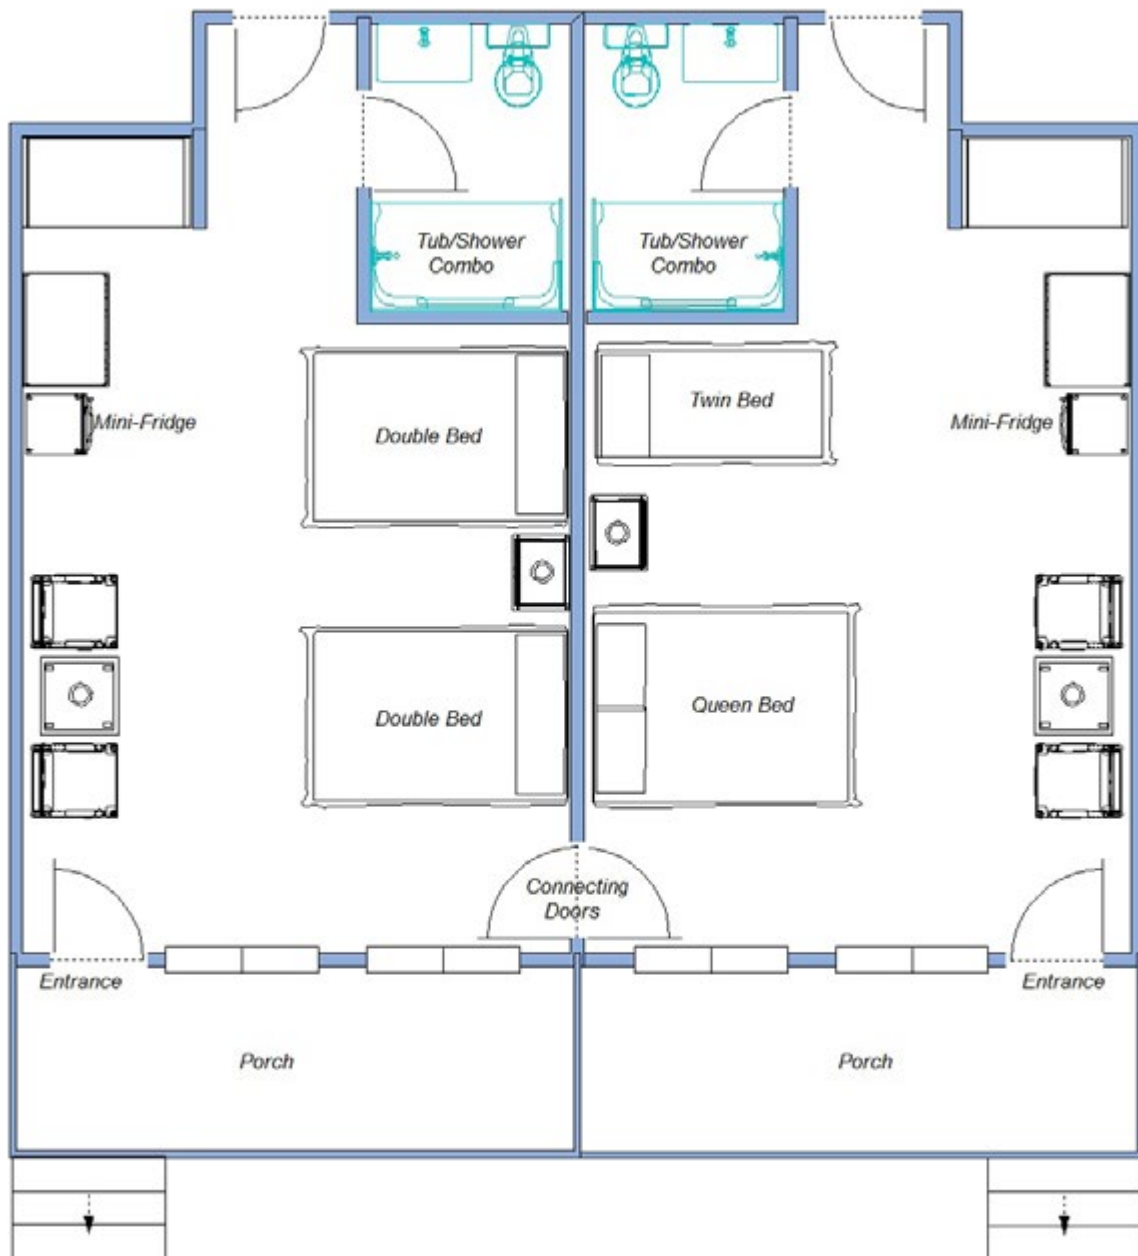 Tub/Shower
Combo
Tub/Shower
Combo
Twin Bed
Mini-Fridge
Mini-Fridge
Double Bed
Double Bed
Queen Bed
Connecting
Doors
Entrance
Entrance
Porch
Porch